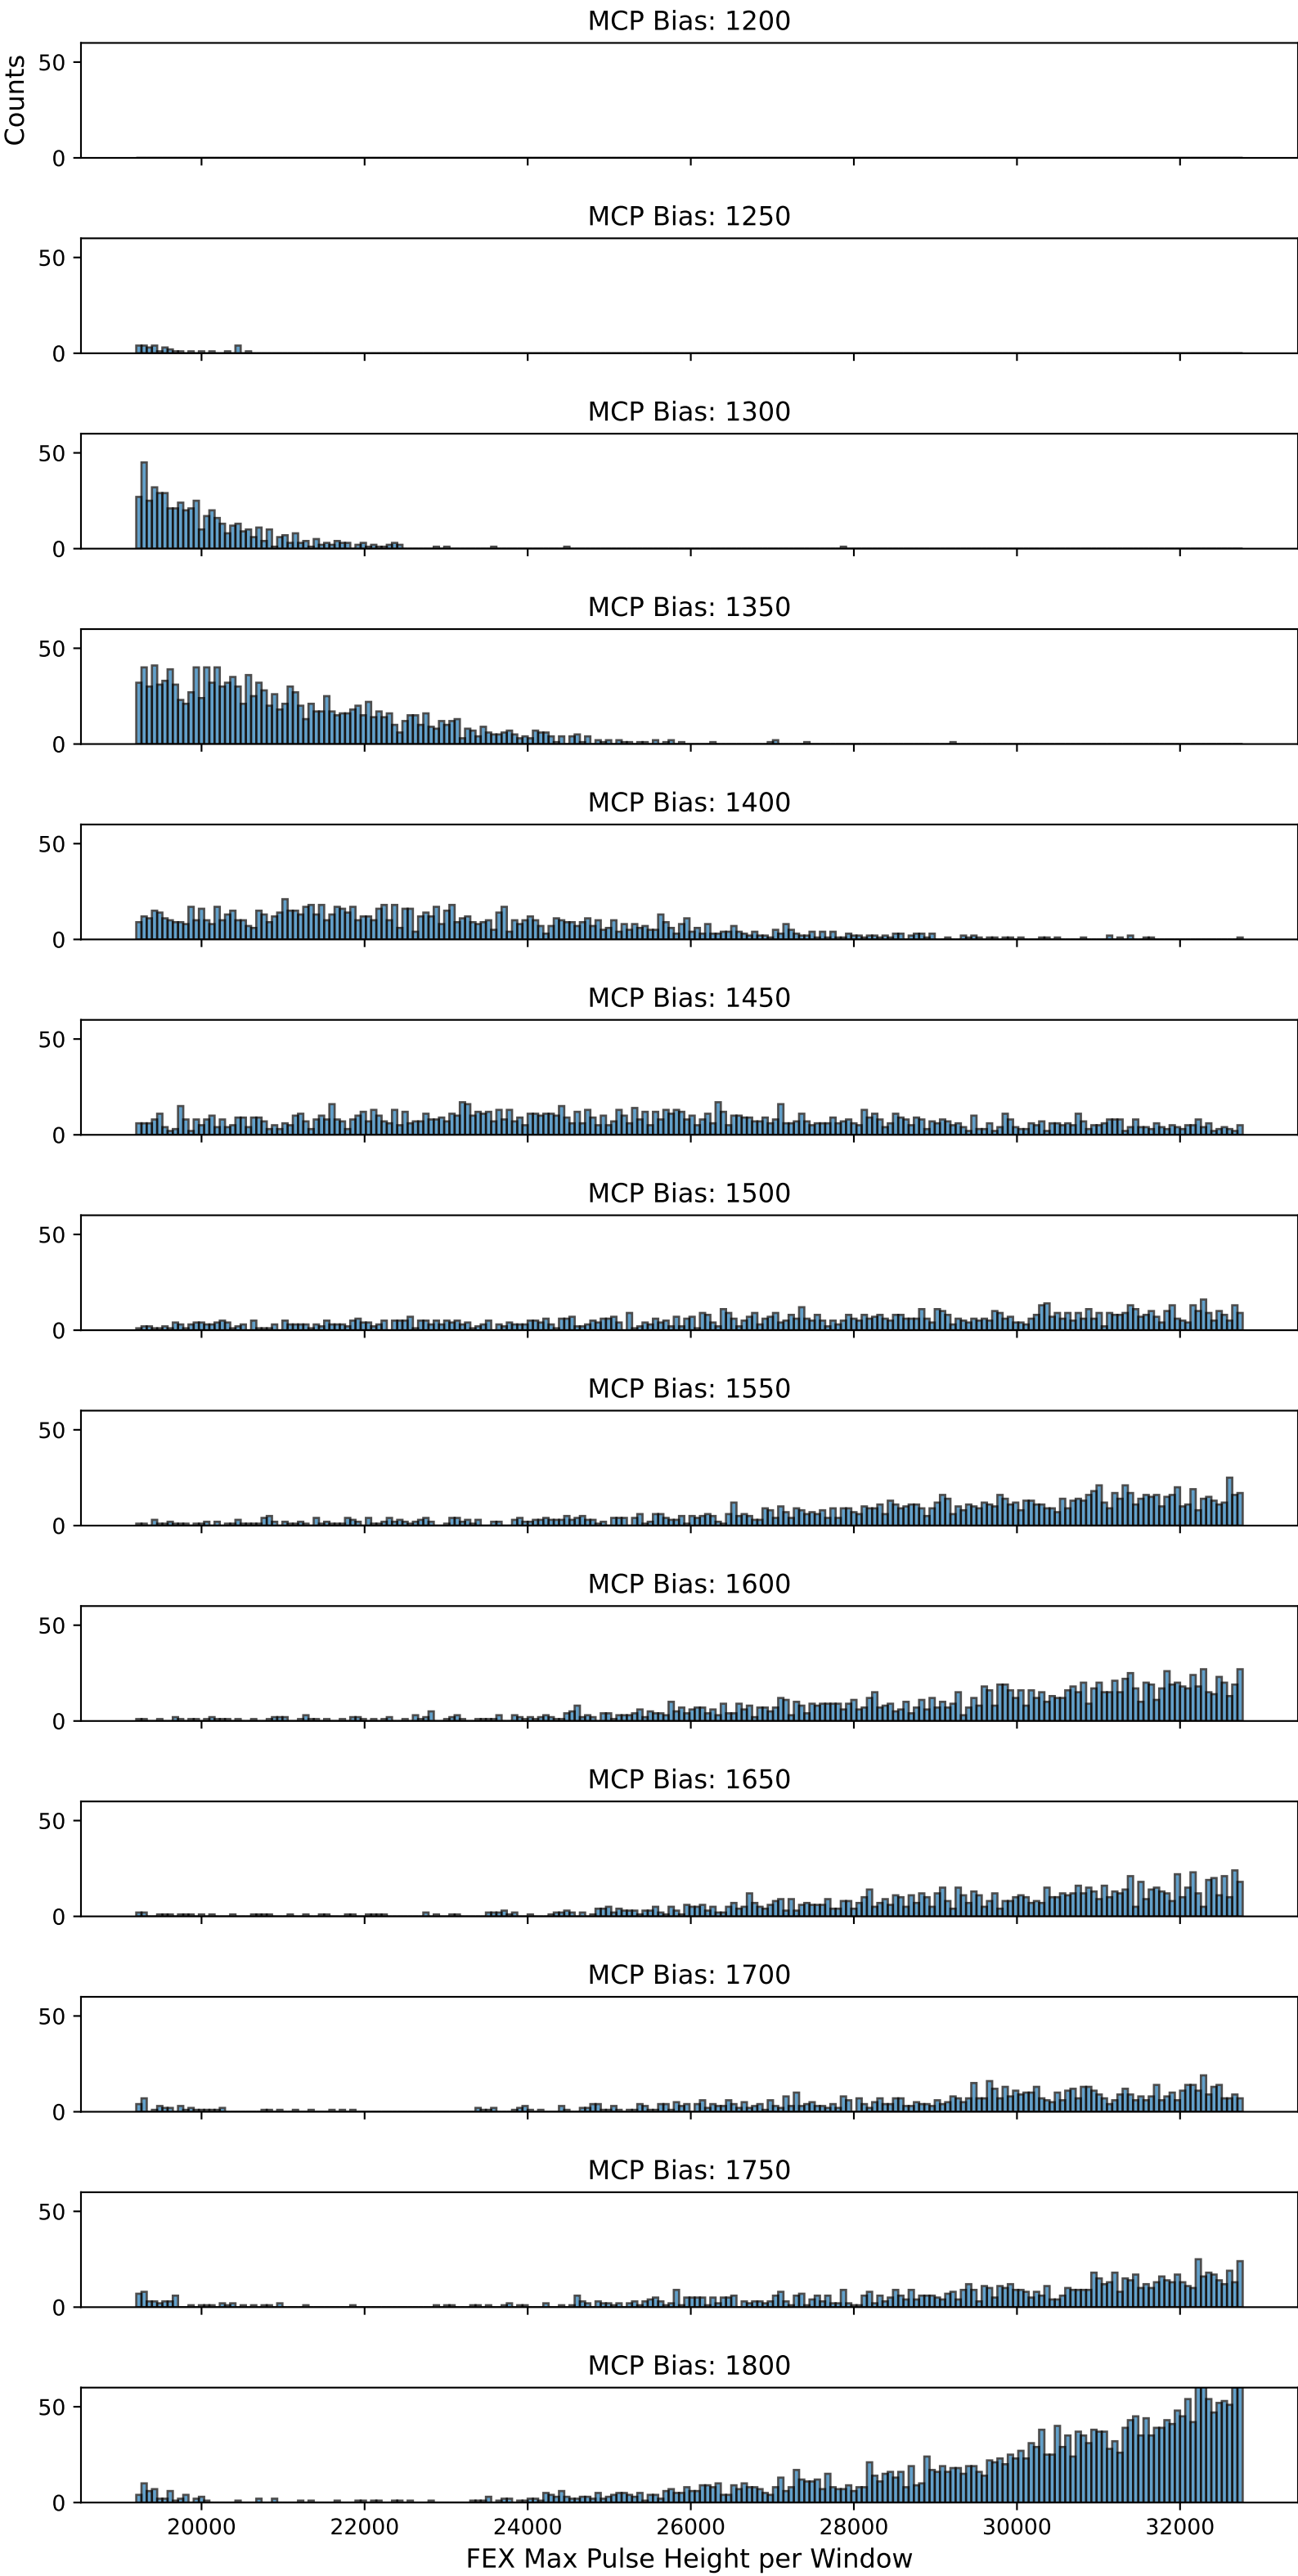 MCP Bias: 1200
Counts
50
0
MCP Bias: 1250
50
0
MCP Bias: 1300
50
0
MCP Bias: 1350
50
0
MCP Bias: 1400
50
0
MCP Bias: 1450
50
0
MCP Bias: 1500
50
0
MCP Bias: 1550
50
0
MCP Bias: 1600
50
0
MCP Bias: 1650
50
0
MCP Bias: 1700
50
0
MCP Bias: 1750
50
0
MCP Bias: 1800
50
0
20000 22000 24000 26000 28000 30000 32000
FEX Max Pulse Height per Window